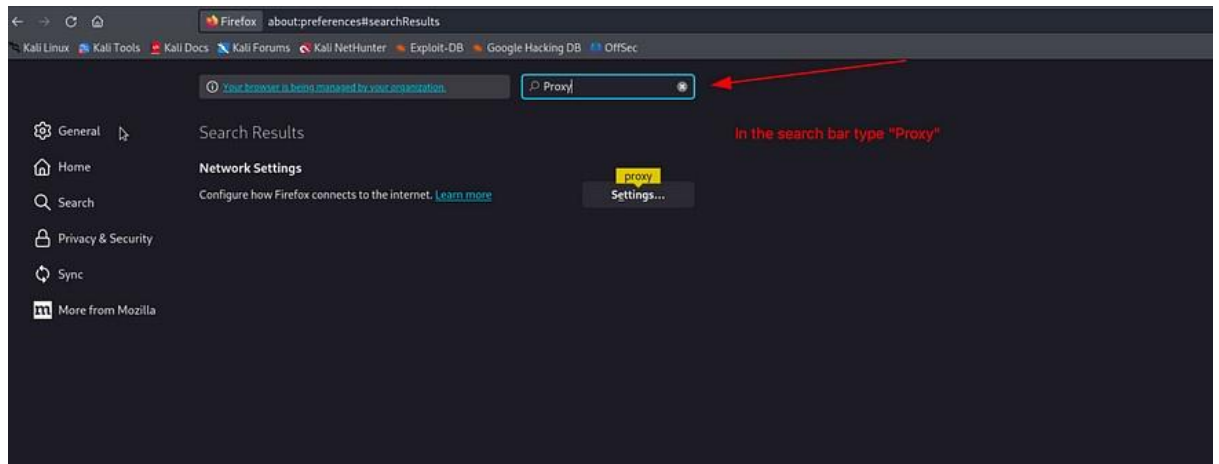 Firefox about:preferences#searchResults
Kali Linux Kali Tools Kali Docs Kali Forums Kali NetHunter Exploit-DB Google Hacking DB OffSec
Your browser is being managed by your organization.
Proxy
General
Search Results
In the search bar type "Proxy"
Home
Network Settings
proxy
Configure how Firefox connects to the internet. Learn more
Settings...
Search
Privacy & Security
Sync
m More from Mozilla